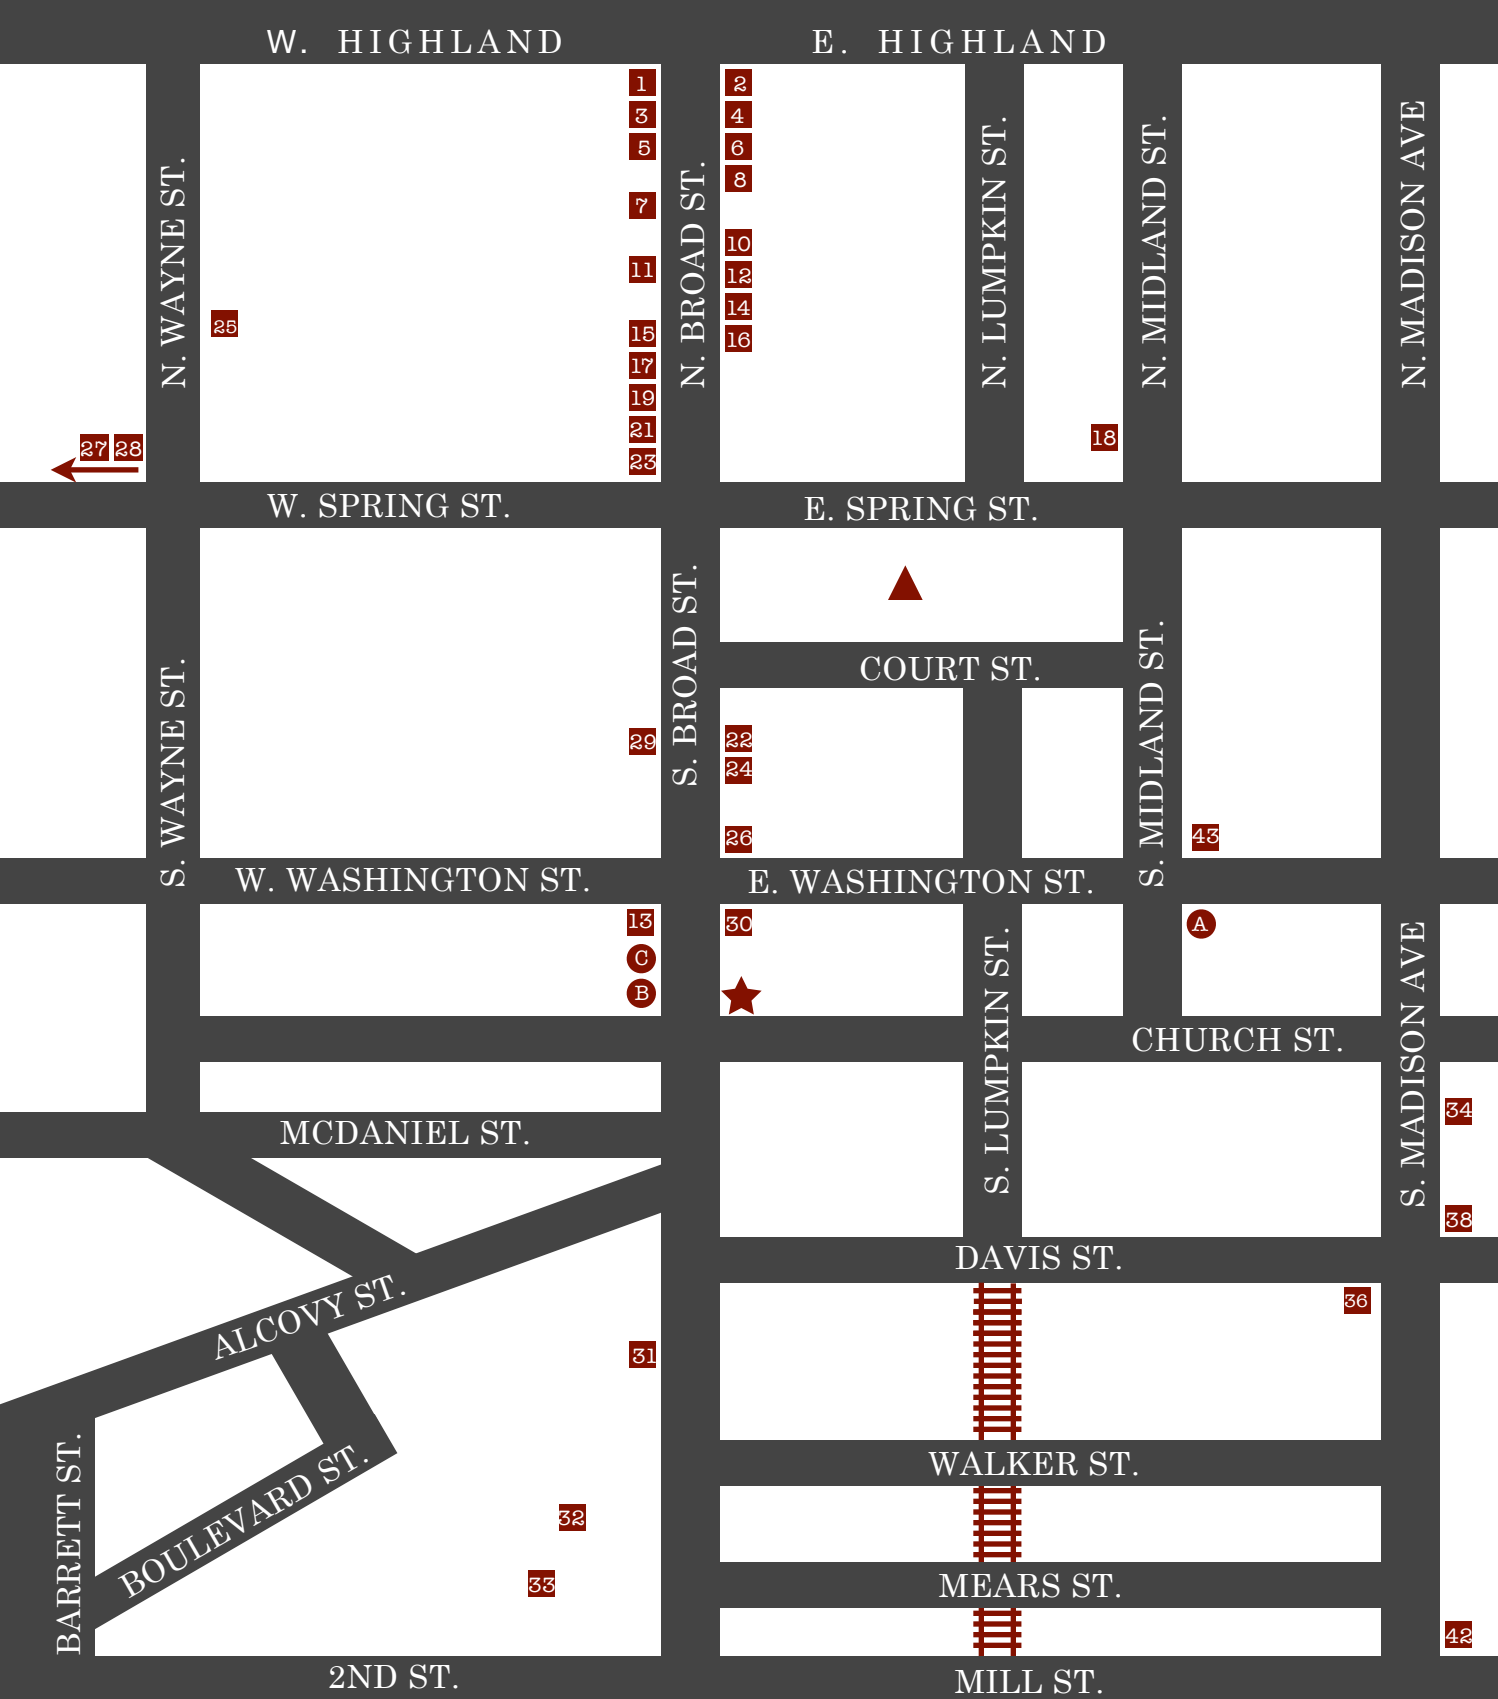 W. HIGHLAND
E. HIGHLAND
1
2
3
4
5
6
8
7
10
11
12
14
15
16
17
19
21
23
25
27 28
18
N. WAYNE ST.
N. BROAD ST.
N. LUMPKIN ST.
N. MIDLAND ST.
N. MADISON AVE
W. SPRING ST.
E. SPRING ST.
COURT ST.
S. WAYNE ST.
S. BROAD ST.
S. MIDLAND ST.
29
22
24
26
43
W. WASHINGTON ST.
E. WASHINGTON ST.
13
C
B
30
A
S. LUMPKIN ST.
S. MADISON AVE
CHURCH ST.
34
38
MCDANIEL ST.
DAVIS ST.
36
ALCOVY ST.
31
WALKER ST.
BARRETT ST.
BOULEVARD ST.
32
33
MEARS ST.
42
2ND ST.
MILL ST.